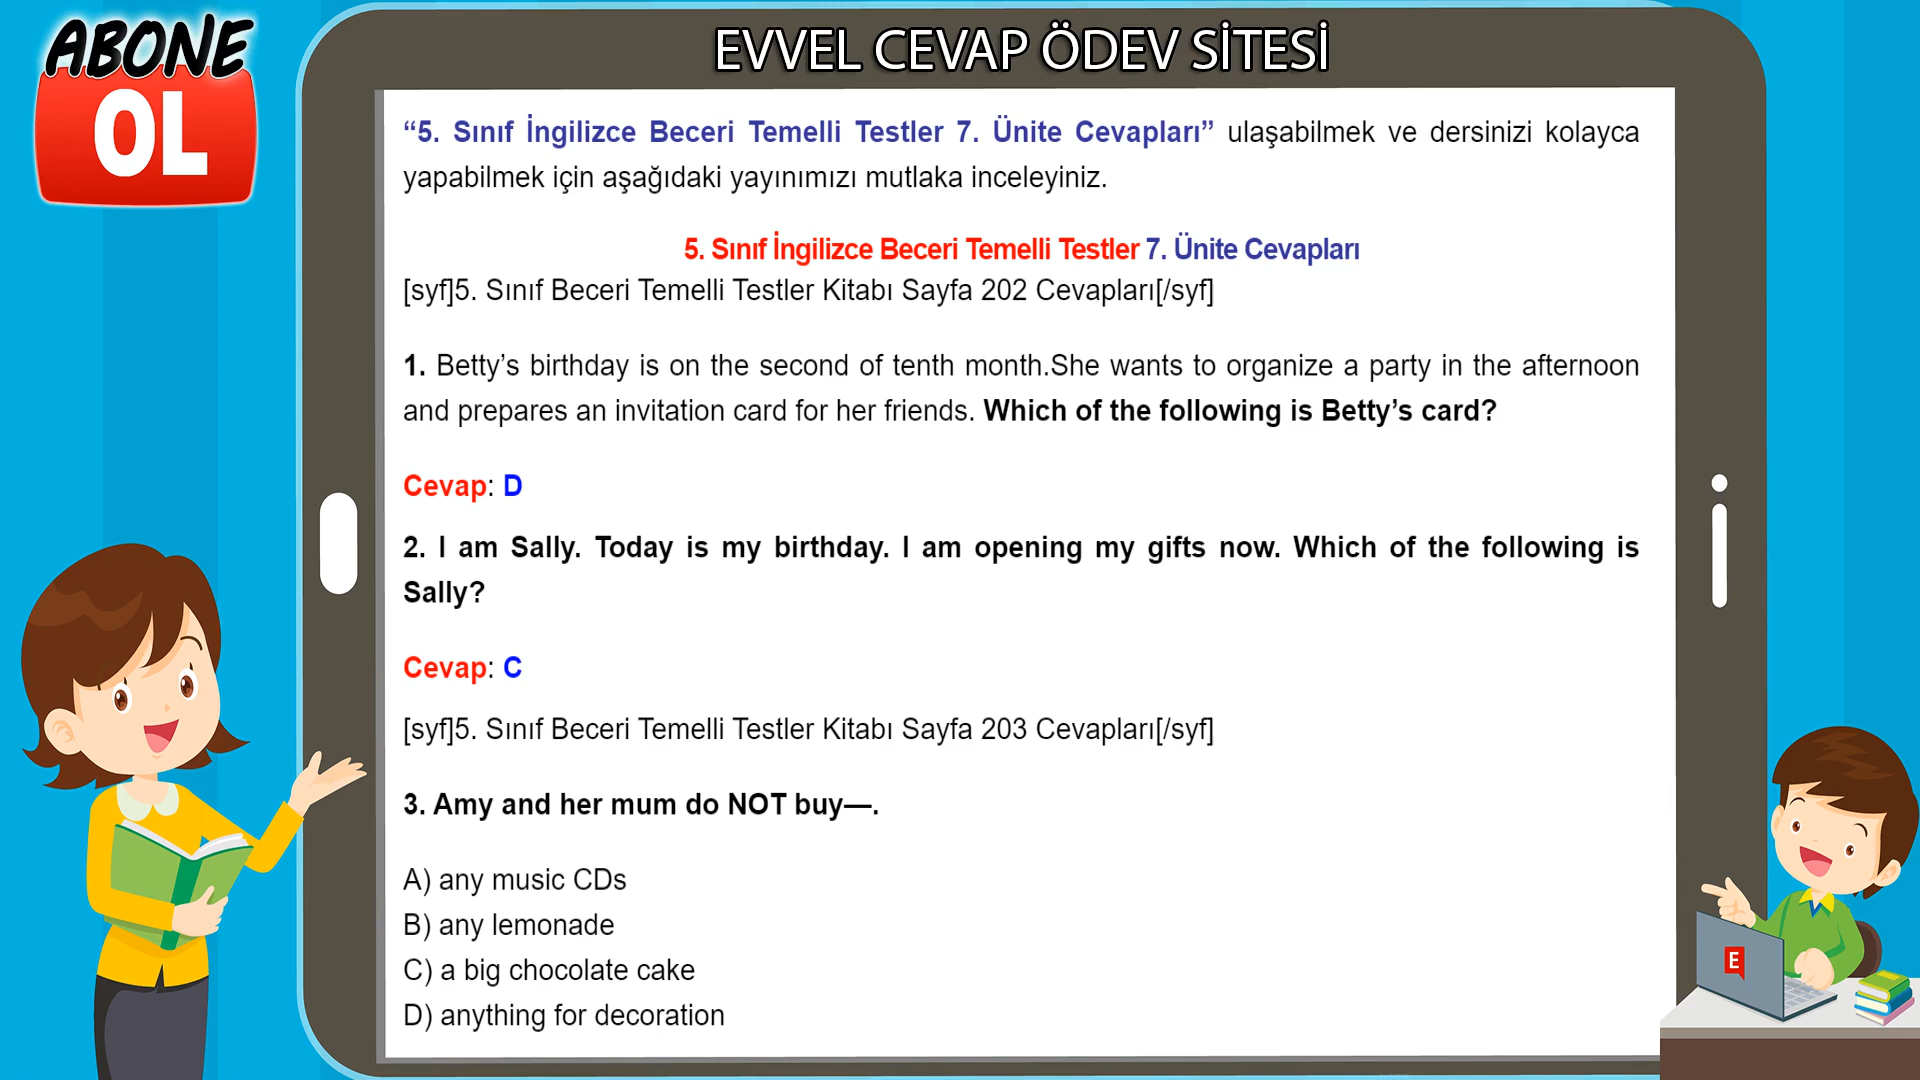 ABONE
OL
EVVEL CEVAP ÖDEV SİTESİ
“5. Sınıf İngilizce Beceri Temelli Testler 7. Ünite Cevapları” ulaşabilmek ve dersinizi kolayca
yapabilmek için aşağıdaki yayınımızı mutlaka inceleyiniz.
5. Sınıf İngilizce Beceri Temelli Testler 7. Ünite Cevapları
[syf]5. Sınıf Beceri Temelli Testler Kitabı Sayfa 202 Cevapları[/syf]
1. Betty’s birthday is on the second of tenth month.She wants to organize a party in the afternoon
and prepares an invitation card for her friends. Which of the following is Betty’s card?
Cevap: D
2. I am Sally. Today is my birthday. I am opening my gifts now. Which of the following is
Sally?
Cevap: C
[syf]5. Sınıf Beceri Temelli Testler Kitabı Sayfa 203 Cevapları[/syf]
3. Amy and her mum do NOT buy—.
A) any music CDs
B) any lemonade
C) a big chocolate cake
D) anything for decoration
E